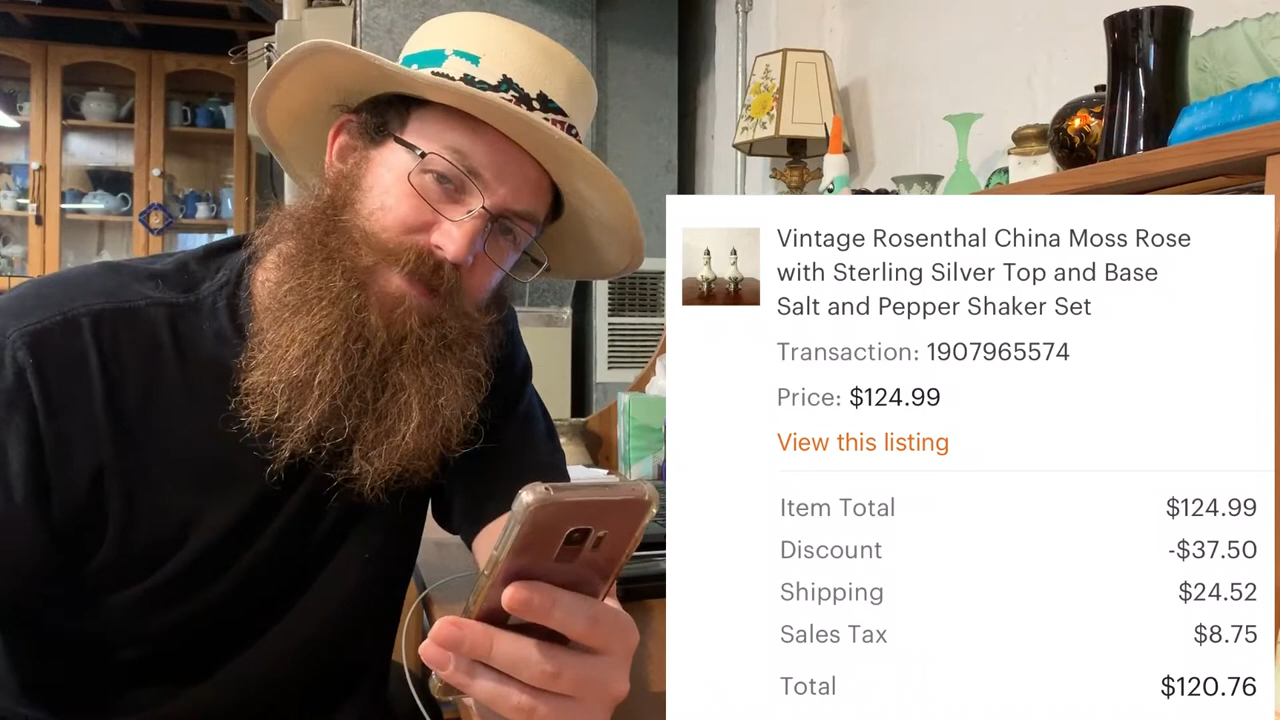 Vintage Rosenthal China Moss Rose
with Sterling Silver Top and Base
Salt and Pepper Shaker Set
Transaction: 1907965574
Price: $124.99
View this listing
Item Total $124.99
Discount -$37.50
Shipping $24.52
Sales Tax $8.75
Total $120.76